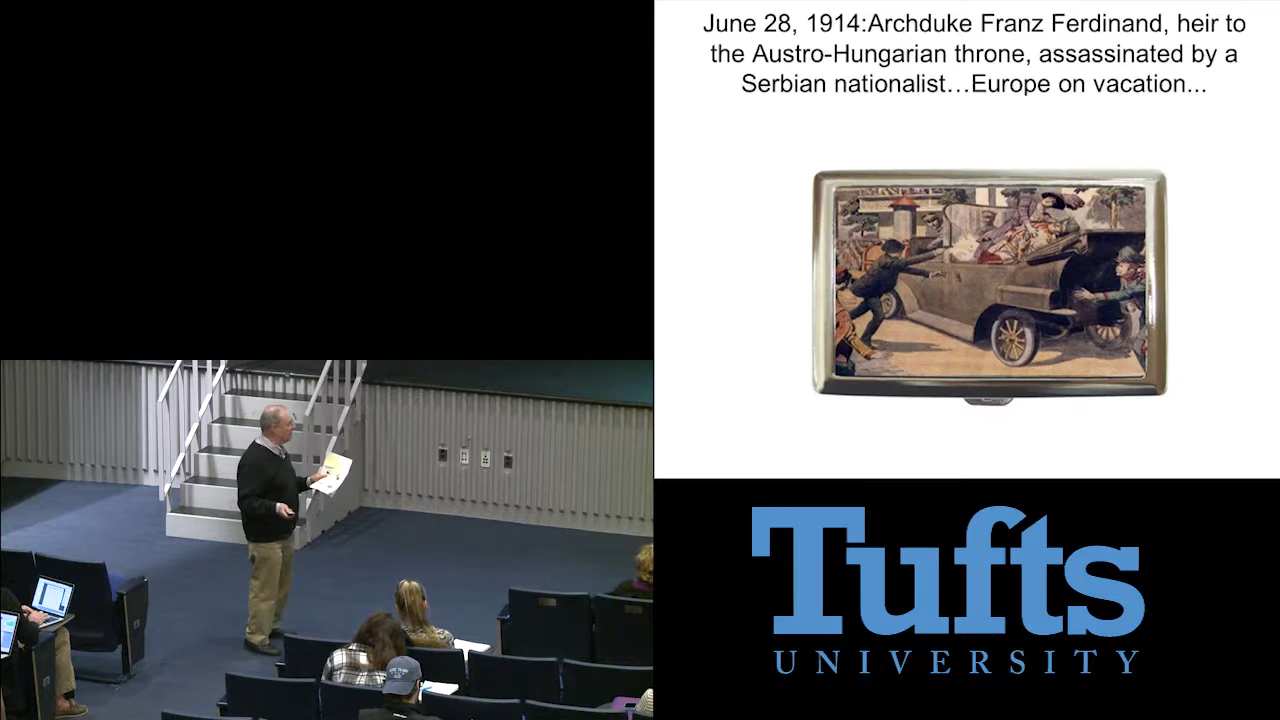 June 28, 1914:Archduke Franz Ferdinand, heir to
the Austro-Hungarian throne, assassinated by a
Serbian nationalist…Europe on vacation...
Tufts
UNIVERSITY